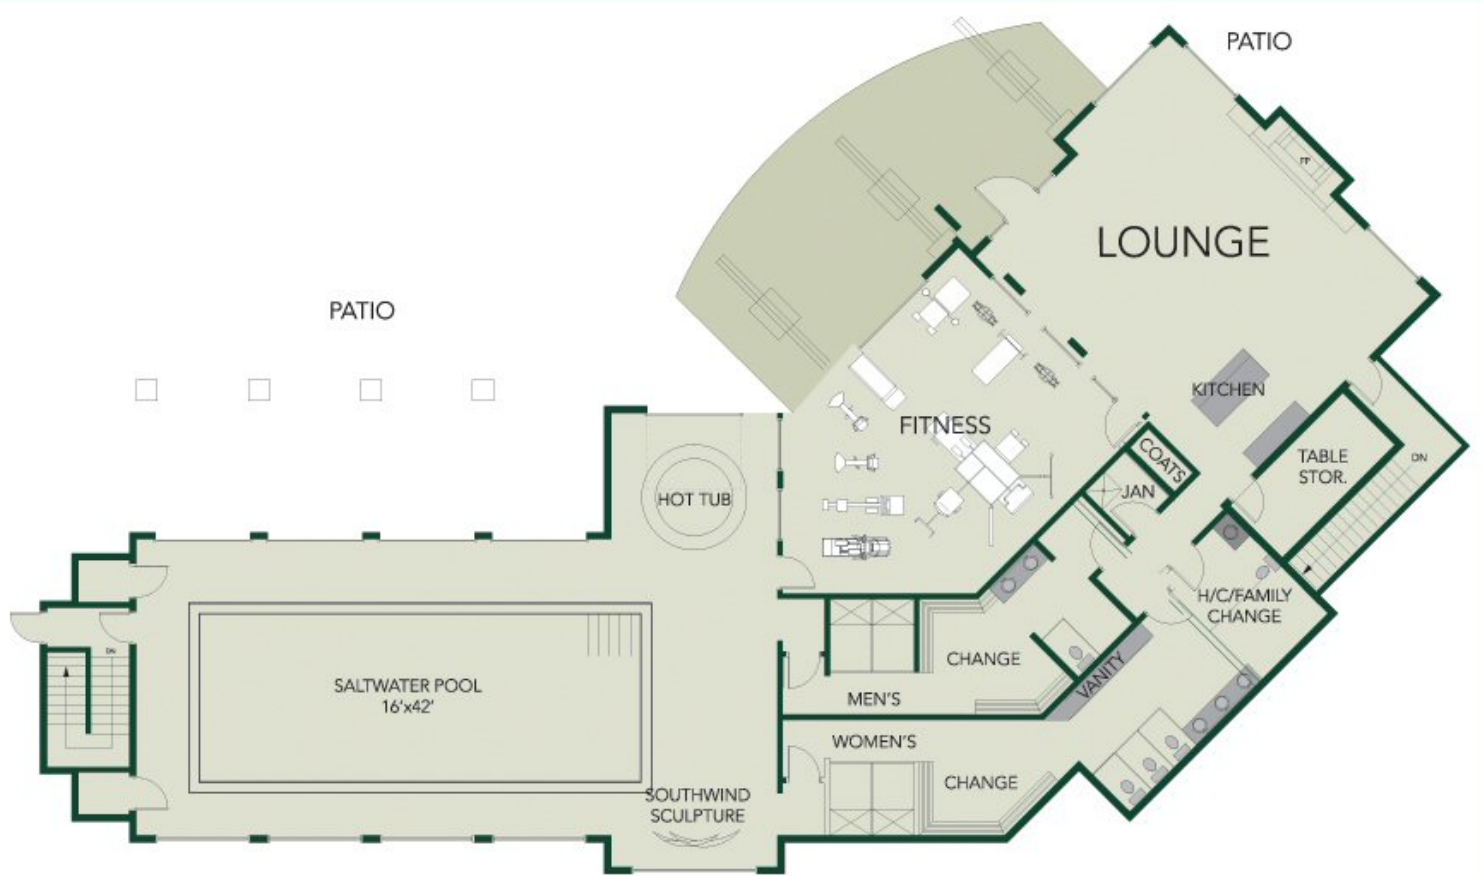 PATIO
FP
LOUNGE
PATIO
KITCHEN
FITNESS
COATS
TABLE
STOR.
DN
JAN
HOT TUB
H/C/FAMILY
CHANGE
DN
CHANGE
VANITY
SALTWATER POOL
16'x42'
MEN'S
WOMEN'S
CHANGE
SOUTHWIND
SCULPTURE